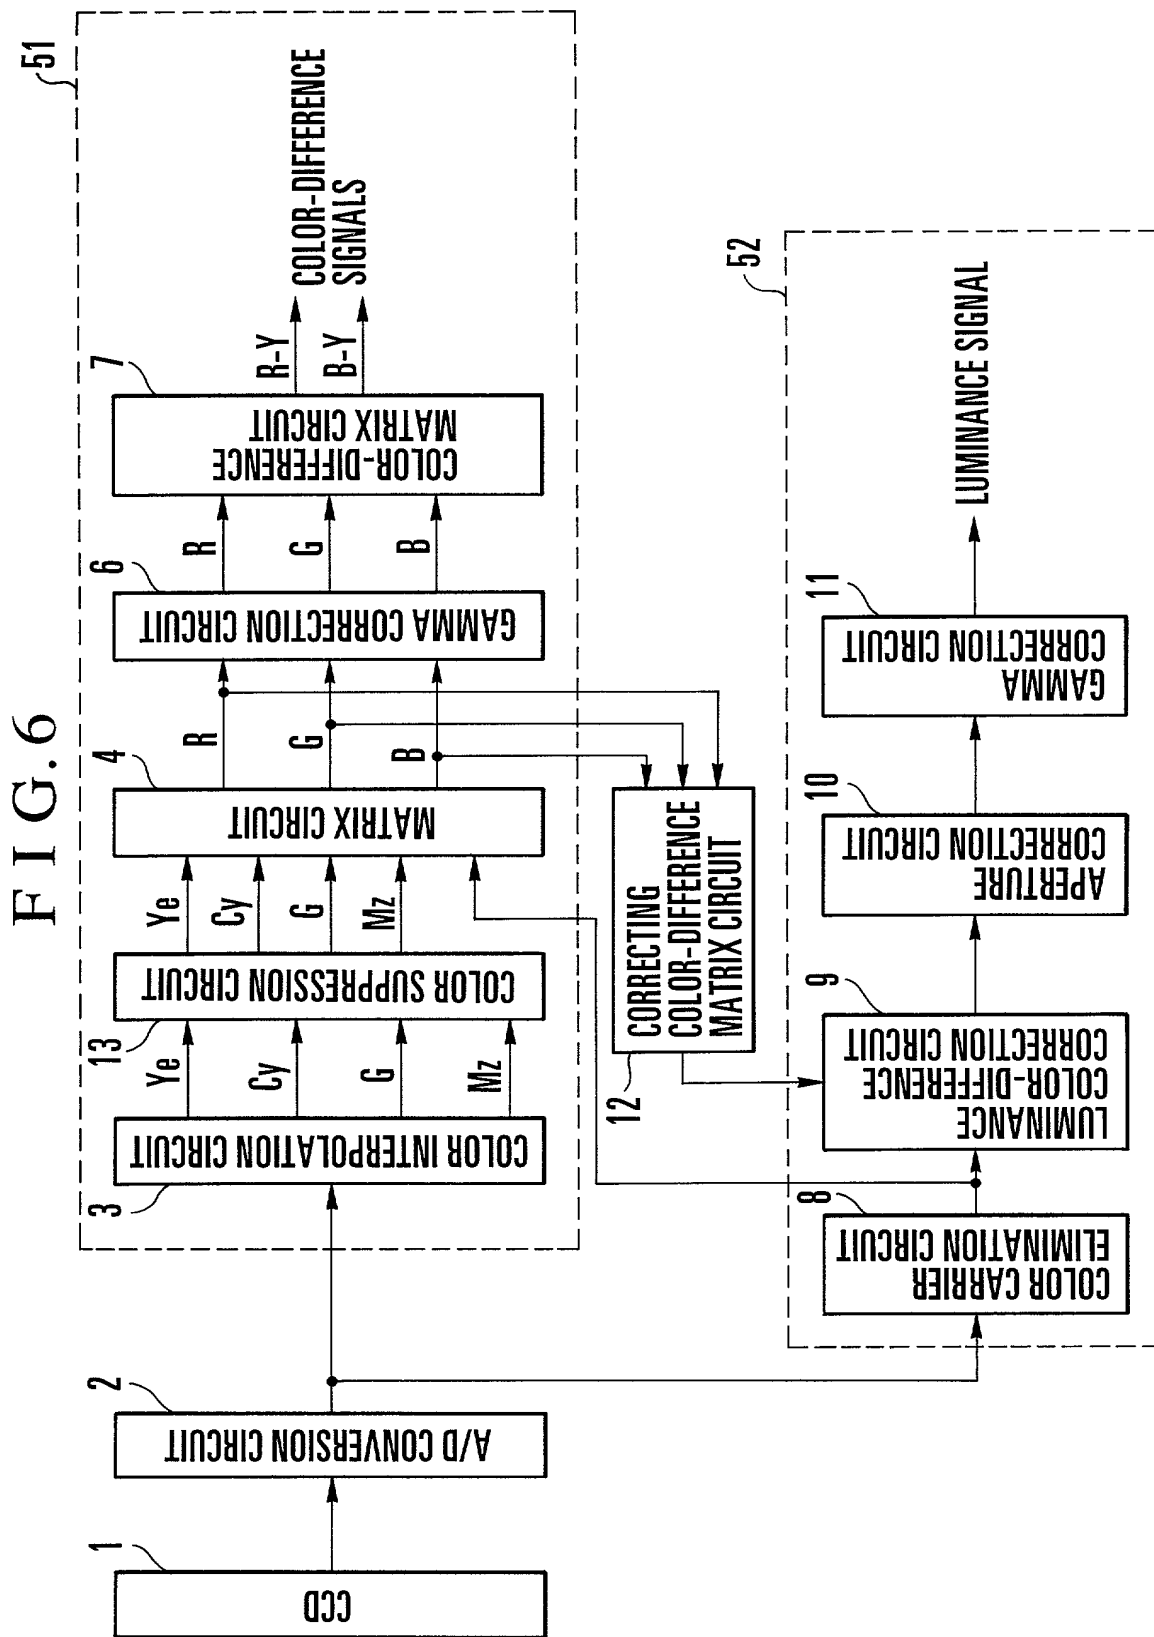 FIG.6
51
3
COLOR INTERPOLATION CIRCUIT
Ye
Cy
G
Mz
13
COLOR SUPPRESSION CIRCUIT
Ye
Cy
G
Mz
4
MATRIX CIRCUIT
R
G
B
6
GAMMA CORRECTION CIRCUIT
R
G
B
7
COLOR-DIFFERENCE
MATRIX CIRCUIT
R-Y
B-Y
COLOR-DIFFERENCE
SIGNALS
1
CCD
2
A/D CONVERSION CIRCUIT
12
CORRECTING
COLOR-DIFFERENCE
MATRIX CIRCUIT
52
8
COLOR CARRIER
ELIMINATION CIRCUIT
9
LUMINANCE
COLOR-DIFFERENCE
CORRECTION CIRCUIT
10
APERTURE
CORRECTION CIRCUIT
11
GAMMA
CORRECTION CIRCUIT
LUMINANCE SIGNAL